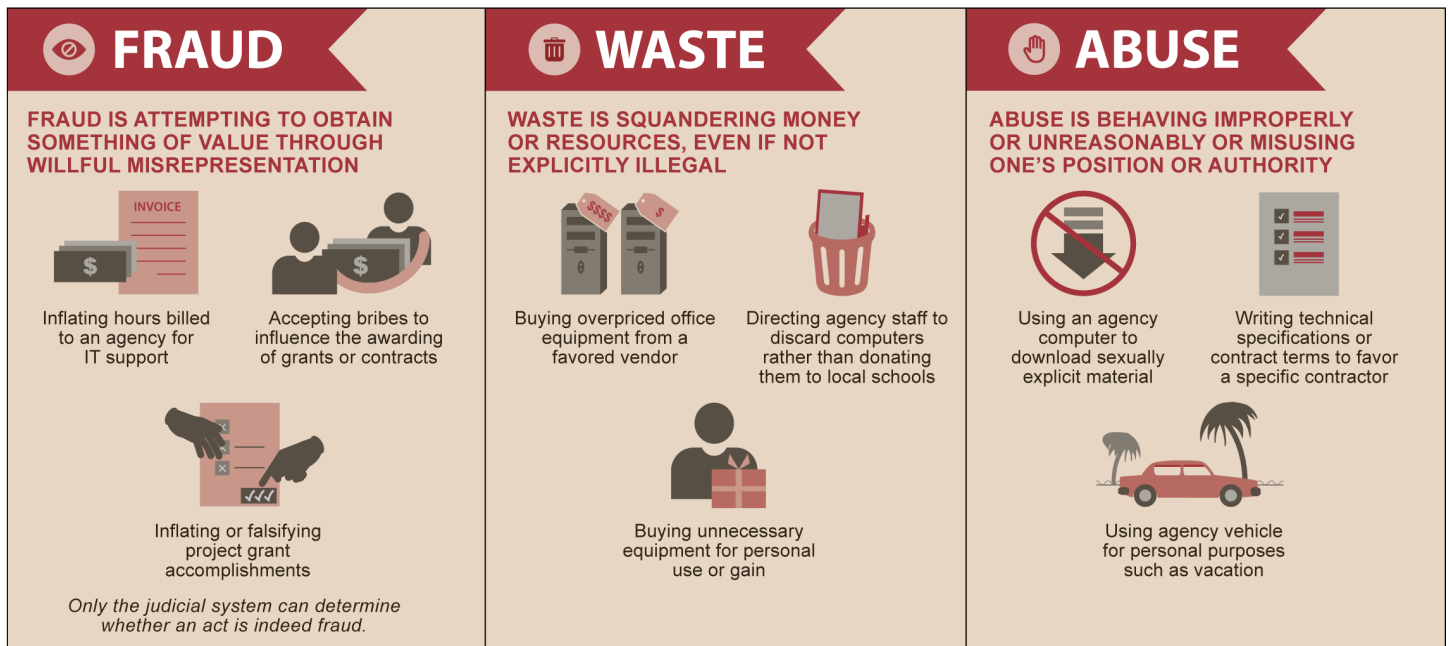 FRAUD
FRAUD IS ATTEMPTING TO OBTAIN
SOMETHING OF VALUE THROUGH
WILLFUL MISREPRESENTATION
INVOICE
$
$
Inflating hours billed
to an agency for
IT support
Accepting bribes to
influence the awarding
of grants or contracts
Inflating or falsifying
project grant
accomplishments
Only the judicial system can determine
whether an act is indeed fraud.
WASTE
WASTE IS SQUANDERING MONEY
OR RESOURCES, EVEN IF NOT
EXPLICITLY ILLEGAL
$$$$
$
Buying overpriced office
equipment from a
favored vendor
Directing agency staff to
discard computers
rather than donating
them to local schools
Buying unnecessary
equipment for personal
use or gain
ABUSE
ABUSE IS BEHAVING IMPROPERLY
OR UNREASONABLY OR MISUSING
ONE’S POSITION OR AUTHORITY
Using an agency
computer to
download sexually
explicit material
Writing technical
specifications or
contract terms to favor
a specific contractor
Using agency vehicle
for personal purposes
such as vacation